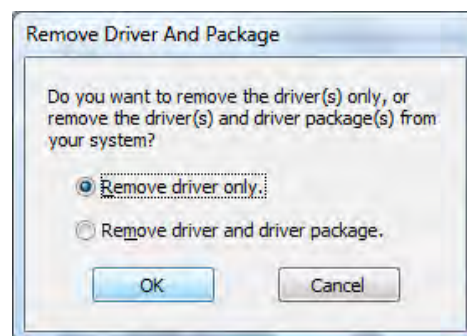 Remove Driver And Package
Do you want to remove the driver(s) only, or
remove the driver(s) and driver package(s) from
your system?
Remove driver only.
Remove driver and driver package.
OK
Cancel